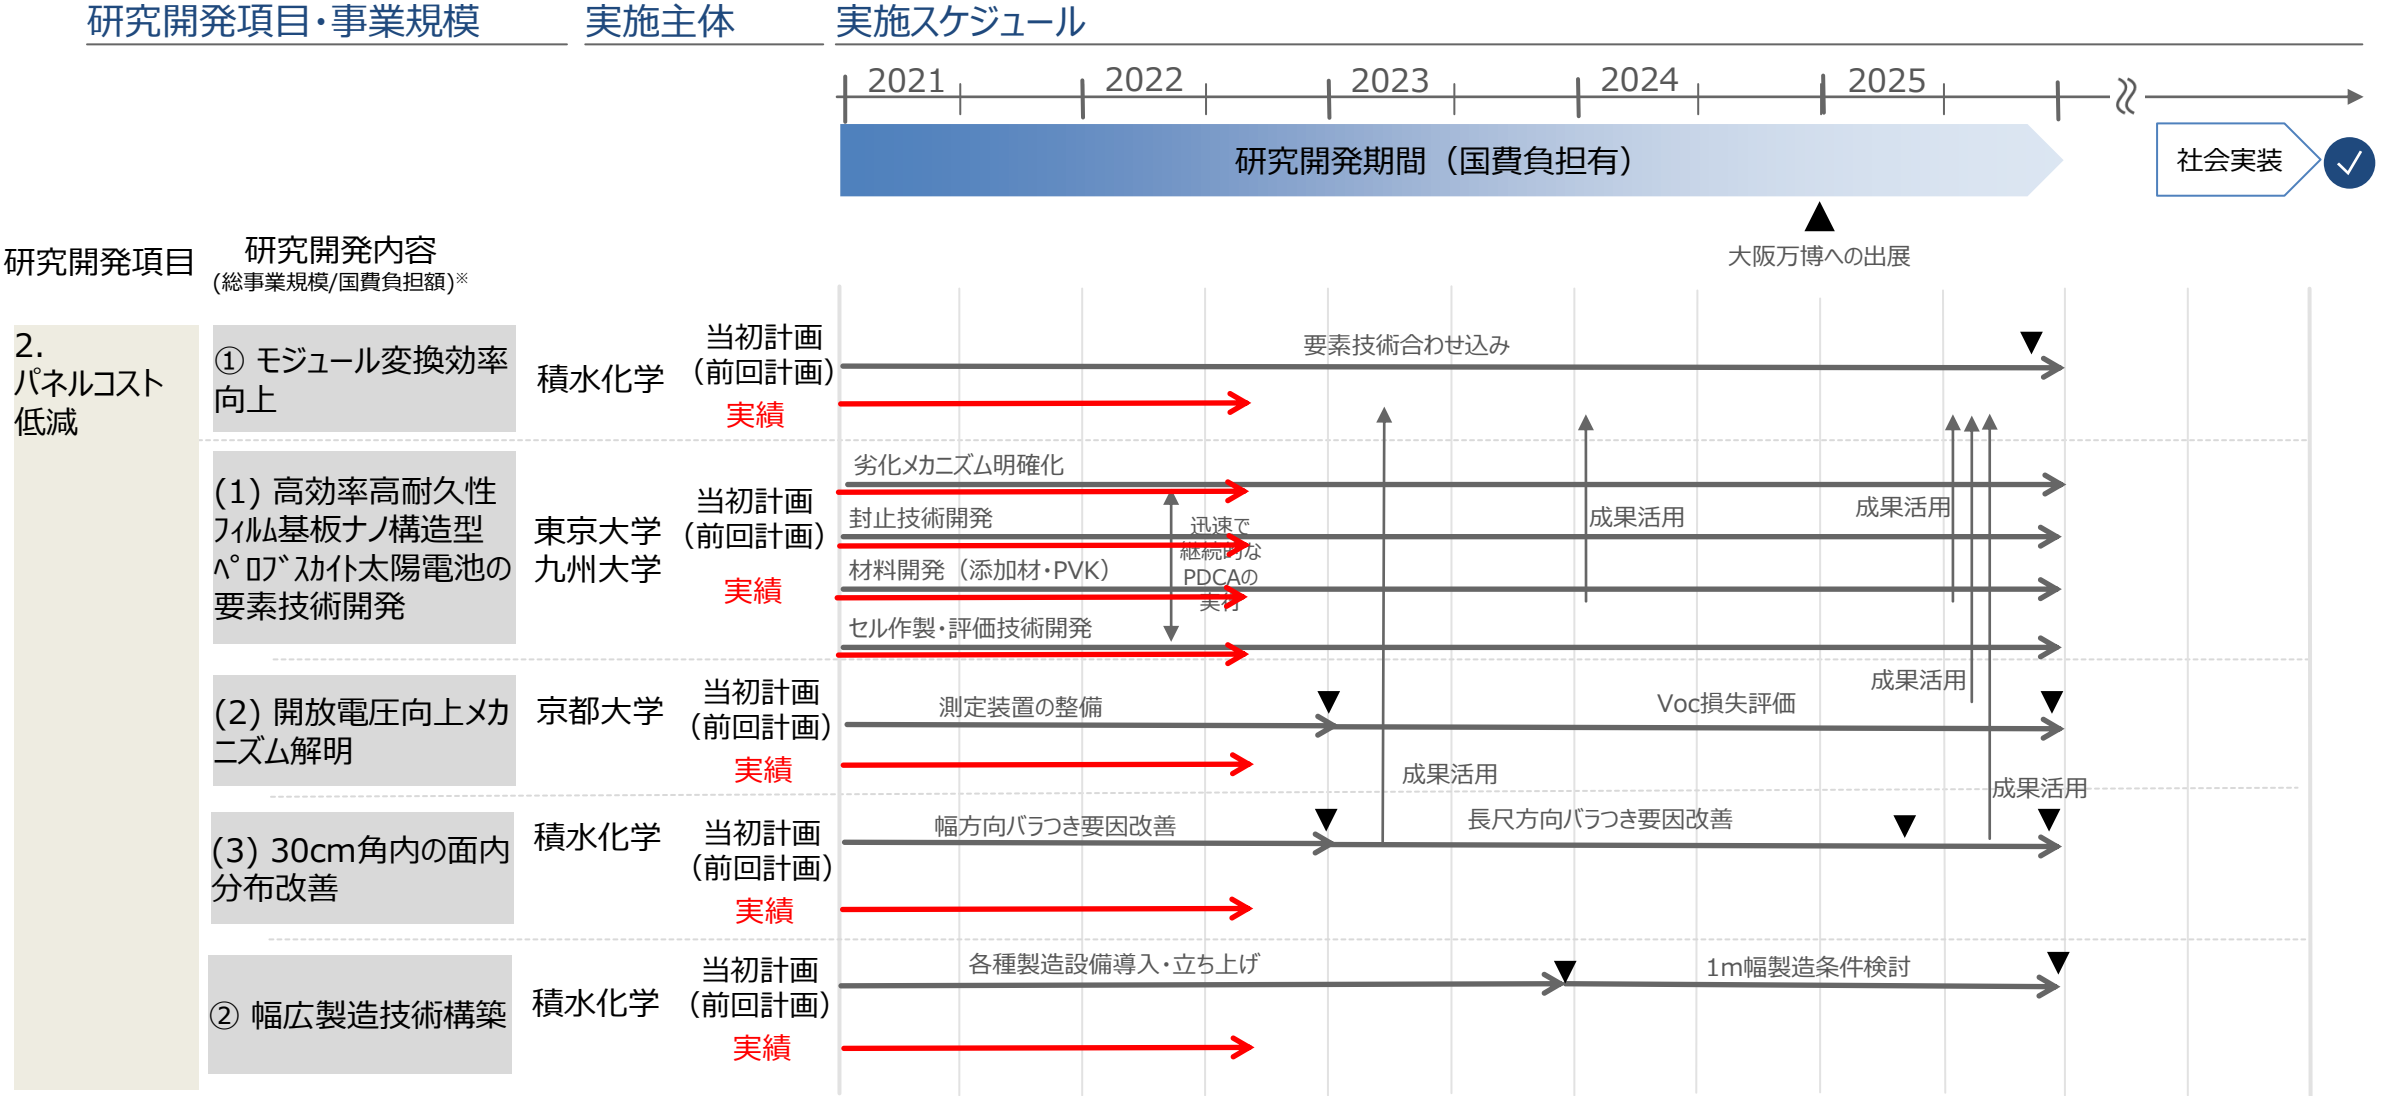 研究開発項目・事業規模
実施主体
実施スケジュール
2021
2022
2023
2024
2025
研究開発期間（国費負担有）
社会実装
▲
大阪万博への出展
研究開発項目
研究開発内容
(総事業規模/国費負担額)※
2.
パネルコスト
低減
① モジュール変換効率
向上
積水化学
当初計画
（前回計画）
実績
要素技術合わせ込み
(1) 高効率高耐久性
フィルム基板ナノ構造型
ペロブスカイト太陽電池の
要素技術開発
東京大学
九州大学
当初計画
（前回計画）
実績
劣化メカニズム明確化
封止技術開発
材料開発（添加材・PVK）
セル作製・評価技術開発
迅速で
継続的な
PDCAの
実行
成果活用
成果活用
(2) 開放電圧向上メカ
ニズム解明
京都大学
当初計画
（前回計画）
実績
測定装置の整備
Voc損失評価
成果活用
成果活用
成果活用
(3) 30cm角内の面内
分布改善
積水化学
当初計画
（前回計画）
実績
幅方向バラつき要因改善
長尺方向バラつき要因改善
② 幅広製造技術構築
積水化学
当初計画
（前回計画）
実績
各種製造設備導入・立ち上げ
1m幅製造条件検討